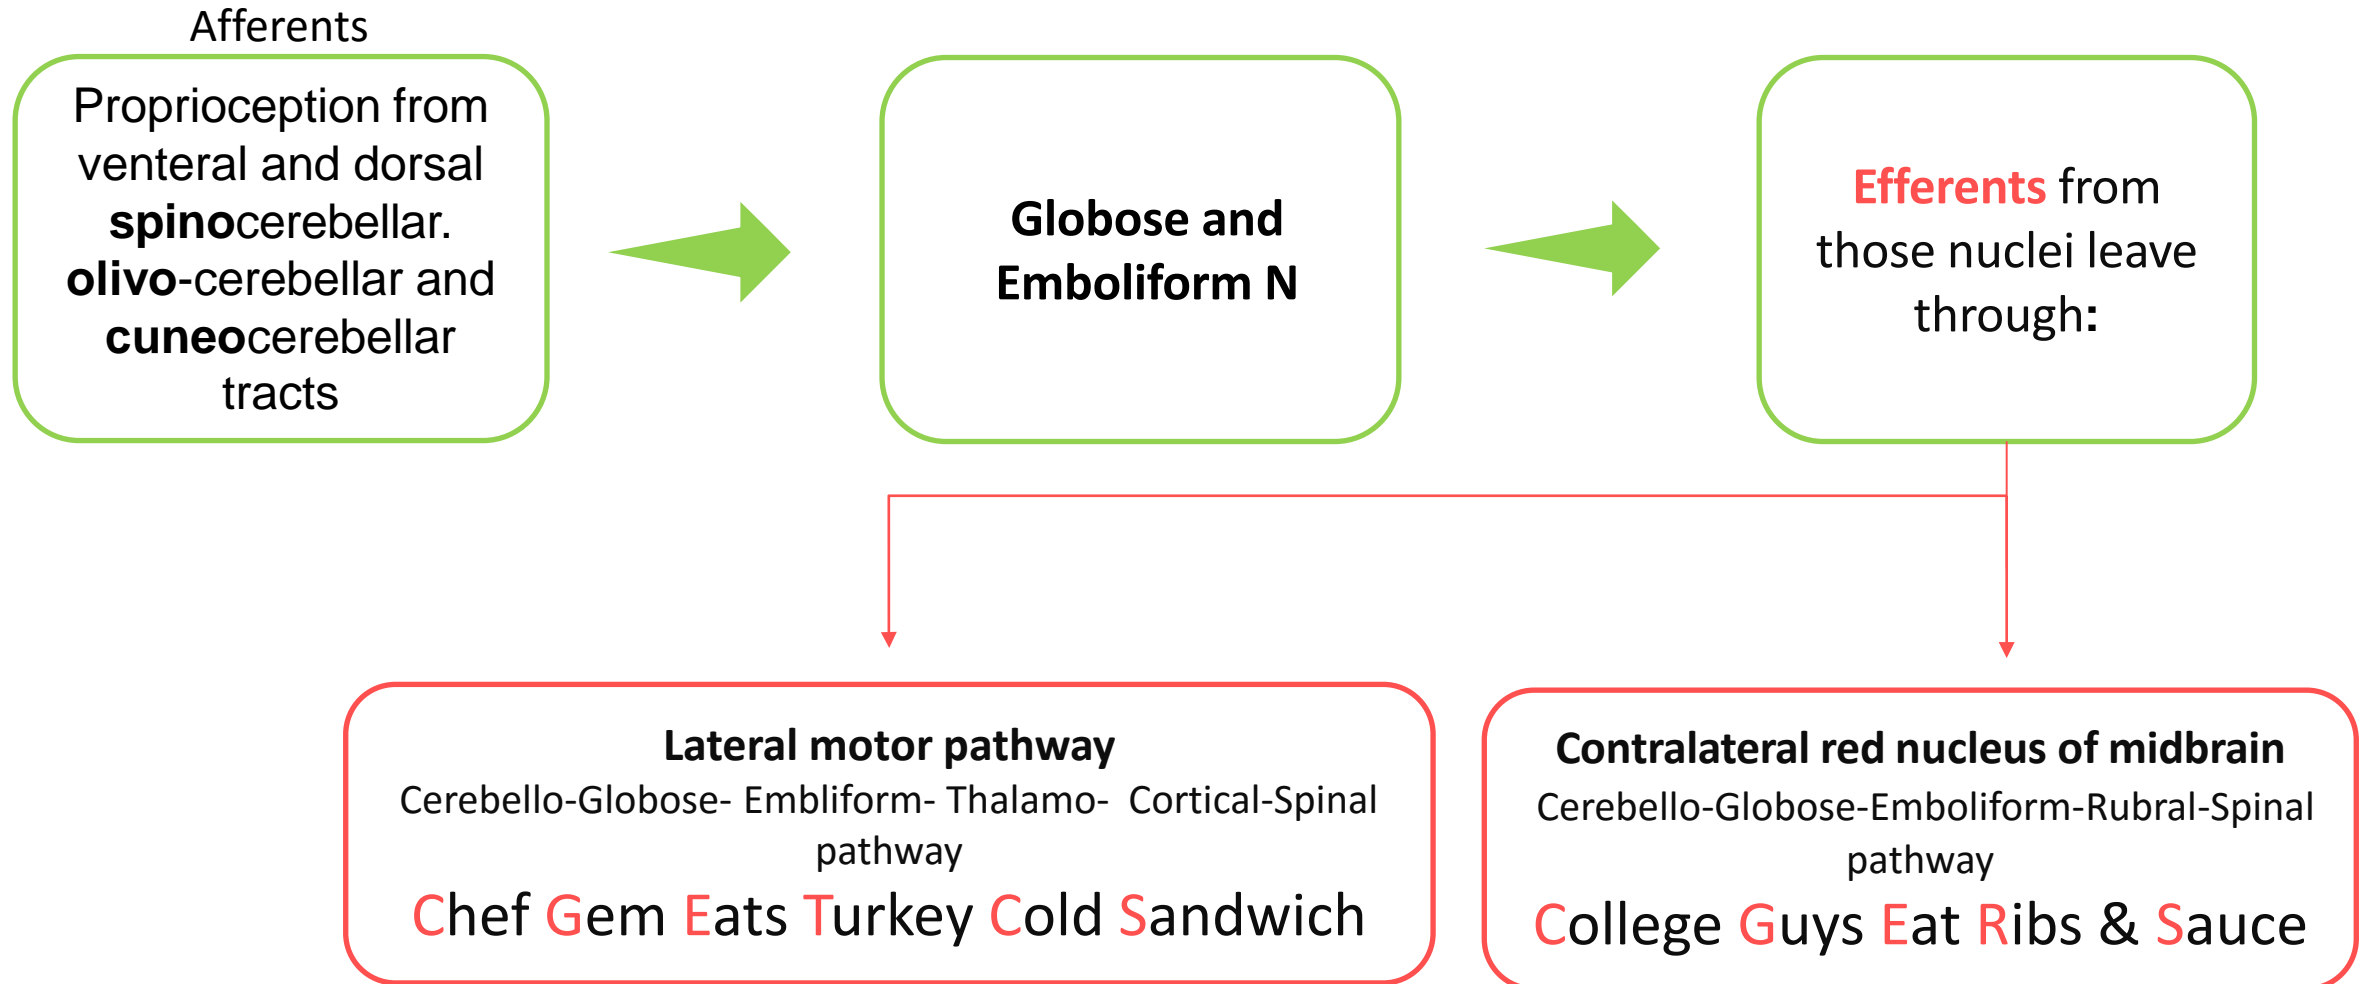 Afferents
Proprioception from
venteral and dorsal
spinocerebellar.
olivo-cerebellar and
cuneocerebellar
tracts
Globose and
Emboliform N
Efferents from
those nuclei leave
through:
Lateral motor pathway
Cerebello-Globose- Embliform- Thalamo- Cortical-Spinal
pathway
Chef Gem Eats Turkey Cold Sandwich
Contralateral red nucleus of midbrain
Cerebello-Globose-Emboliform-Rubral-Spinal
pathway
College Guys Eat Ribs & Sauce